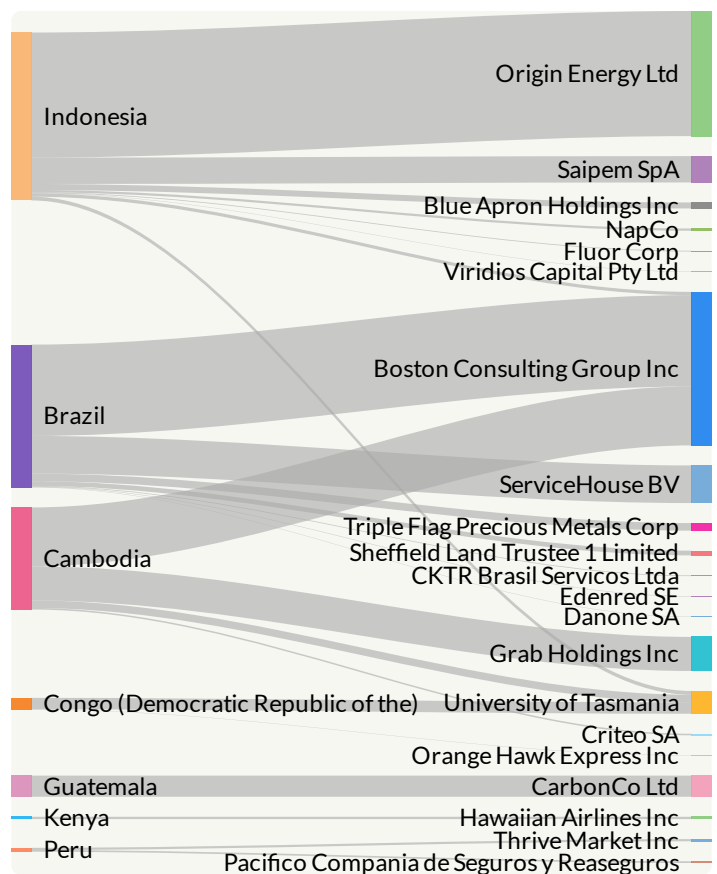 Origin Energy Ltd
Indonesia
Saipem SpA
Blue Apron Holdings Inc
NapCo
Fluor Corp
Viridios Capital Pty Ltd
Boston Consulting Group Inc
Brazil
ServiceHouse BV
Triple Flag Precious Metals Corp
Sheffield Land Trustee 1 Limited
Cambodia
CKTR Brasil Servicos Ltda
Edenred SE
Danone SA
Grab Holdings Inc
Congo (Democratic Republic of the)
University of Tasmania
Criteo SA
Orange Hawk Express Inc
Guatemala
CarbonCo Ltd
Kenya
Hawaiian Airlines Inc
Thrive Market Inc
Peru
Pacifico Compania de Seguros y Reaseguros